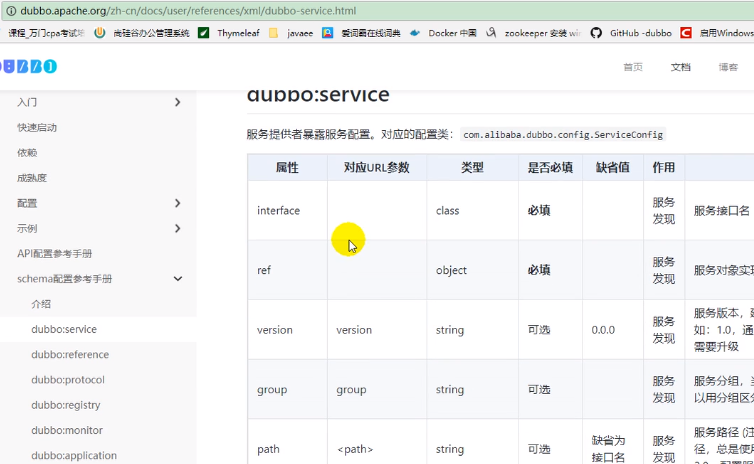 dubbo.apache.org/zh-cn/docs/user/references/xml/dubbo-service.html
课程_万门cpa考试
尚硅谷办公管理系统
Thymeleaf
javaee
爱词霸在线词典
Docker 中国
zookeeper 安装 win
GitHub -dubbo
启用Windows
首页
文档
博客
入门
快速启动
依赖
成熟度
配置
示例
API配置参考手册
schema配置参考手册
介绍
dubbo:service
dubbo:reference
dubbo:protocol
dubbo:registry
dubbo:monitor
dubbo:application
dubbo:service
服务提供者暴露服务配置。对应的配置类： com.alibaba.dubbo.config.ServiceConfig
属性 对应URL参数 类型 是否必填 缺省值 作用
interface class 必填 服务发现 服务接口名
ref object 必填 服务发现 服务对象实现
version version string 可选 0.0.0 服务发现 服务版本，
如：1.0，通
需要升级
group group string 可选 服务发现 服务分组，
以用分组区分
path <path> string 可选 缺省为接口名 服务发现 服务路径 (注
径，总是使用